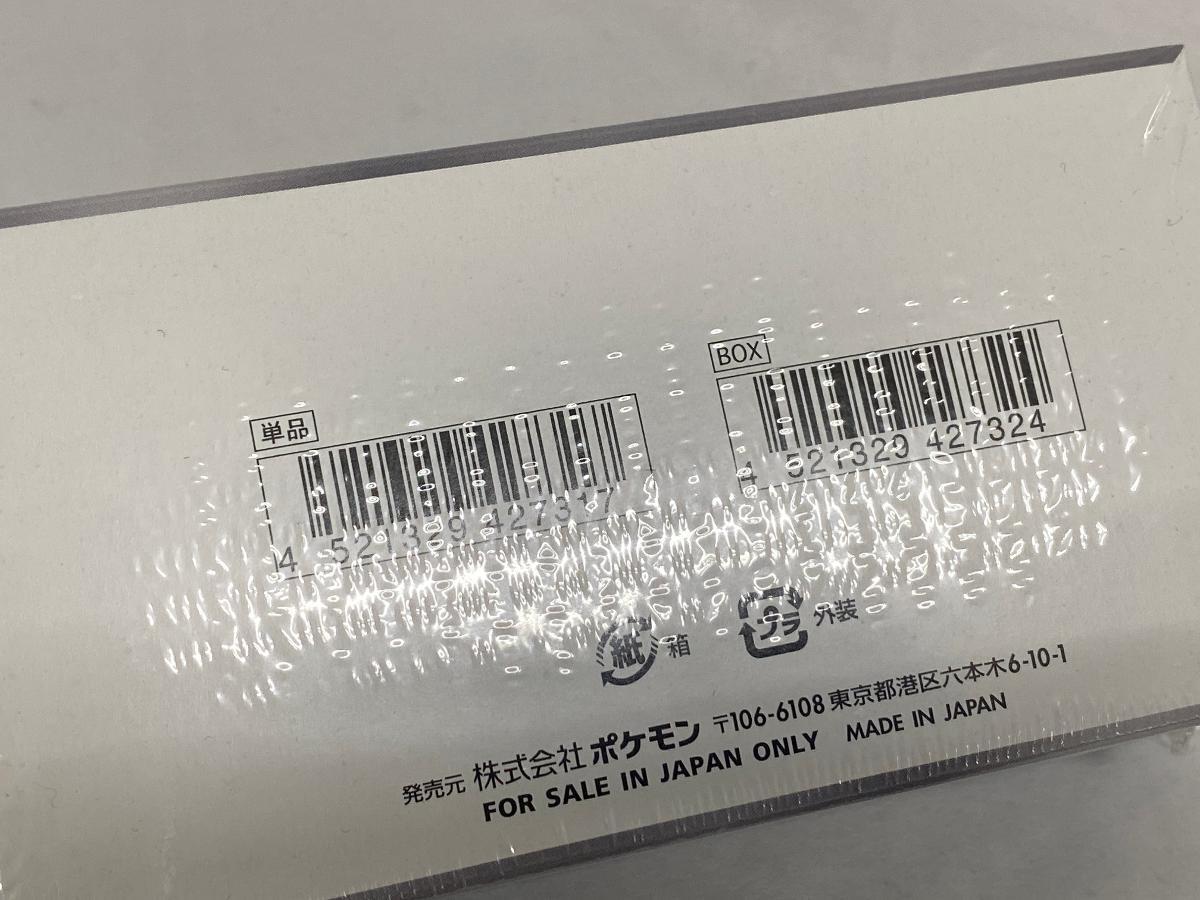 単品
4 521329 427317
BOX
4 521329 427324
紙 箱
プラ 外装
発売元 株式会社 ポケモン 〒106-6108 東京都港区六本木6-10-1
FOR SALE IN JAPAN ONLY MADE IN JAPAN